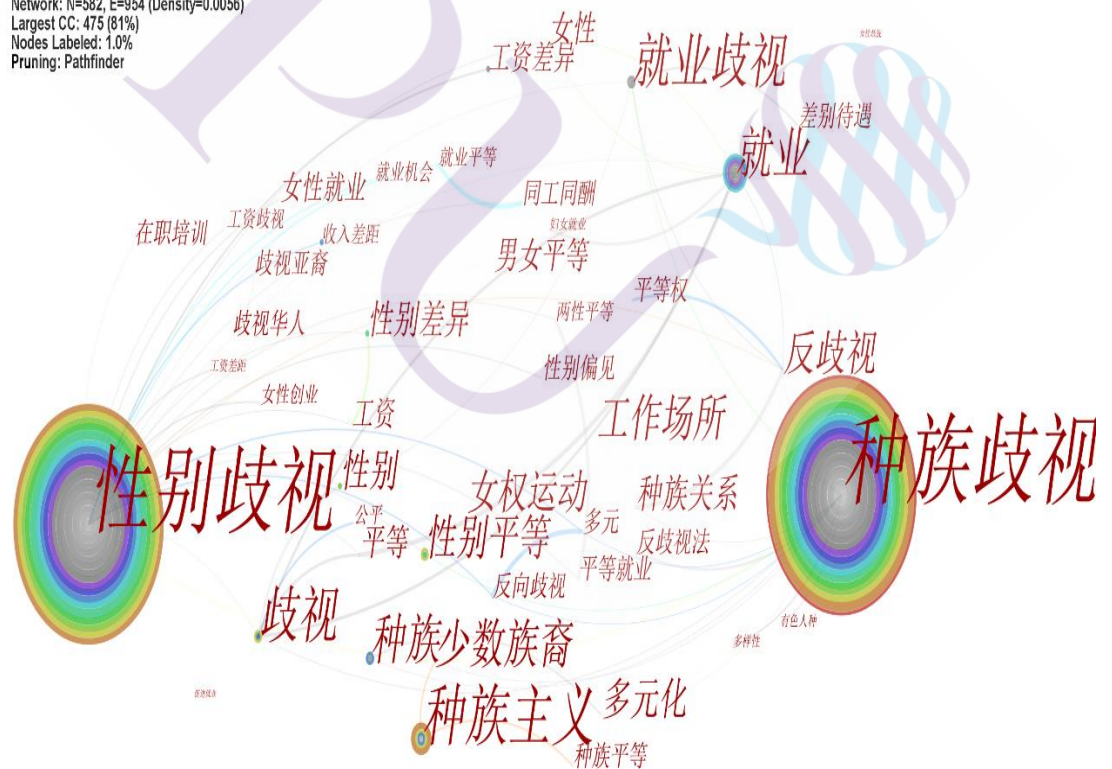 Network: N=582, E=954 (Density=0.0056)
Largest CC: 475 (81%)
Nodes Labeled: 1.0%
Pruning: Pathfinder
女性
工资差异
就业歧视
差别待遇
就业
就业平等
就业机会
女性就业
同工同酬
工资歧视
妇女就业
在职培训
收入差距
男女平等
歧视亚裔
平等权
两性平等
歧视华人
性别差异
反歧视
工资差距
性别偏见
女性创业
工资
工作场所
性别歧视
种族歧视
性别
女权运动
种族关系
公平
多元
平等
性别平等
反歧视法
平等就业
反向歧视
歧视
有色人种
种族
少数族裔
多样性
种族主义
多元化
种族平等